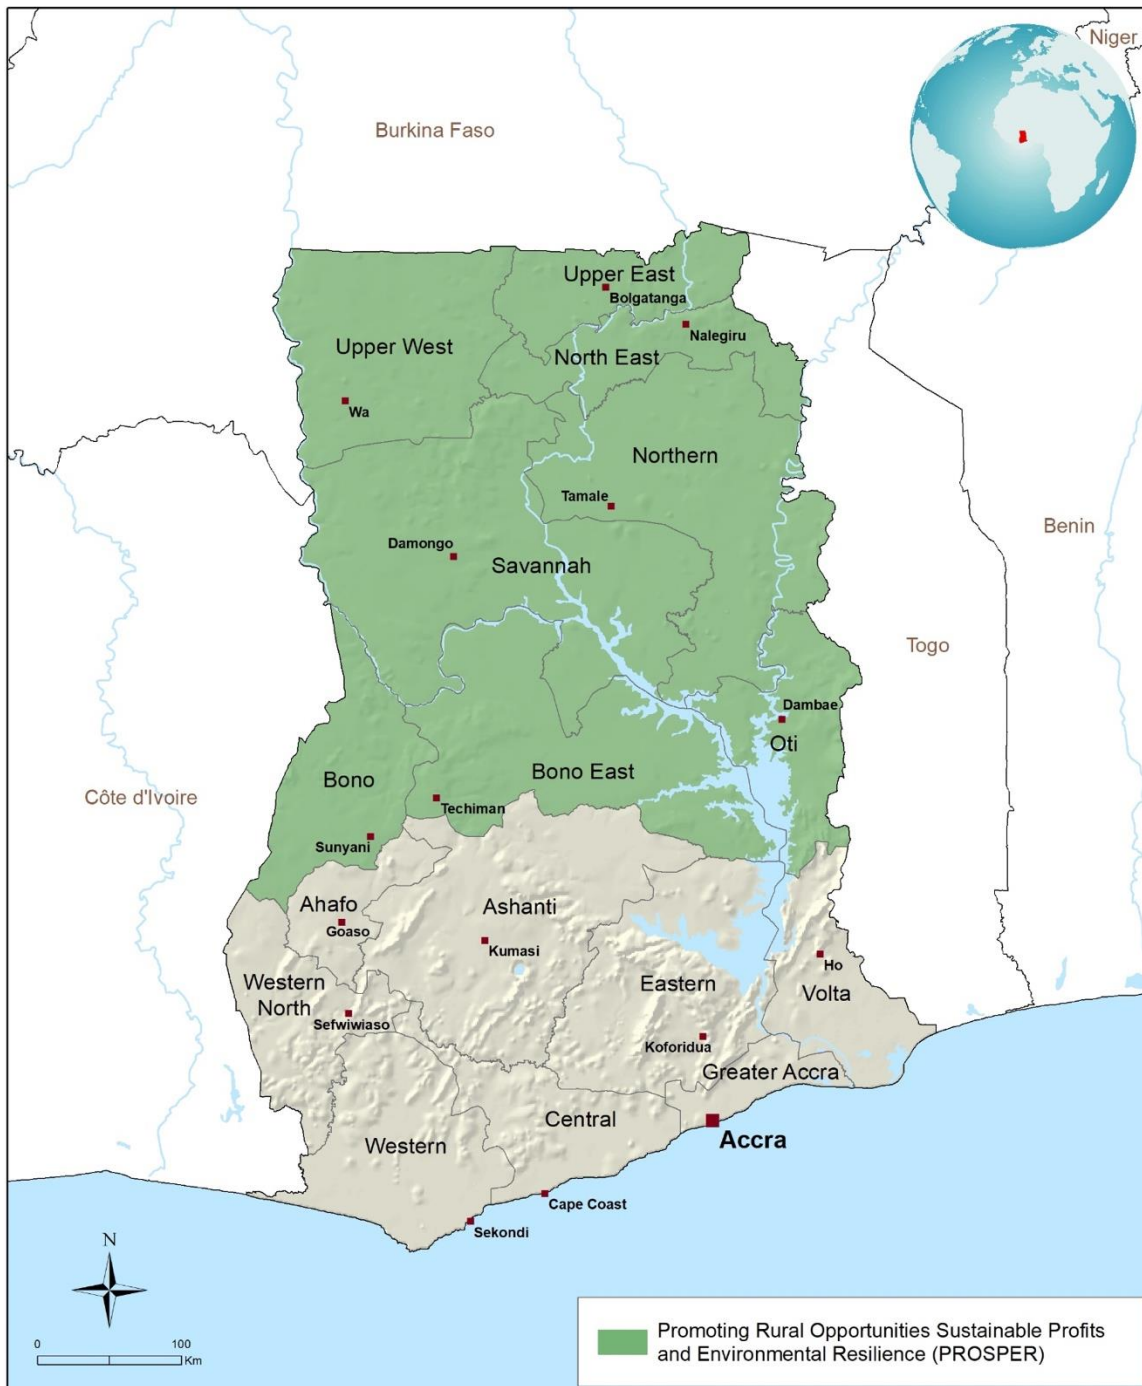 Niger
Burkina Faso
Upper East
Bolgatanga
Nalegiru
North East
Upper West
Wa
Northern
Tamale
Benin
Damongo
Savannah
Togo
Dambae
Oti
Bono East
Bono
Côte d'Ivoire
Techiman
Sunyani
Ahafo
Goaso
Ashanti
Kumasi
Ho
Volta
Western
North
Eastern
Sefwiwiaso
Koforidua
Greater Accra
Central
Western
Accra
Cape Coast
Sekondi
N
0 100
Km
Promoting Rural Opportunities Sustainable Profits
and Environmental Resilience (PROSPER)